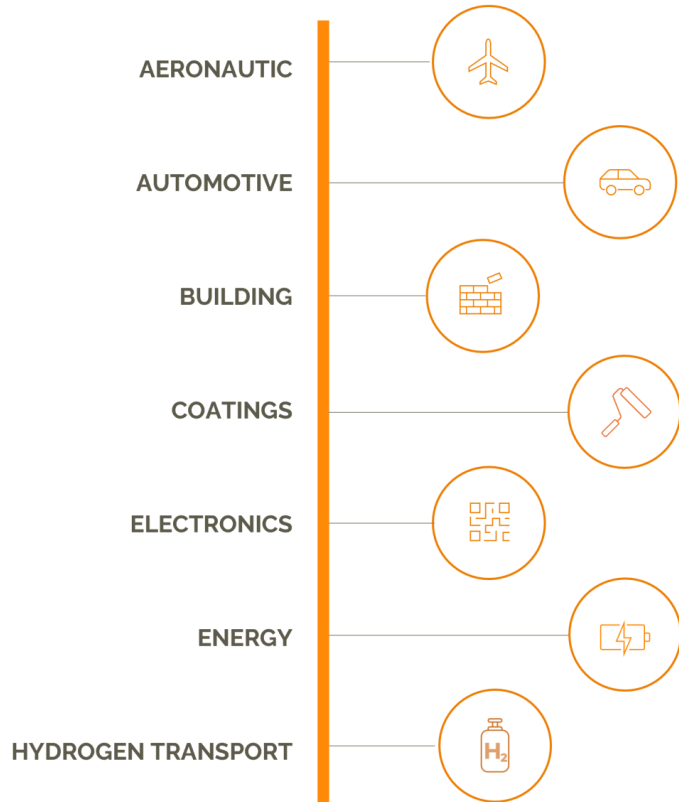 AERONAUTIC
AUTOMOTIVE
BUILDING
COATINGS
ELECTRONICS
ENERGY
HYDROGEN TRANSPORT
H₂